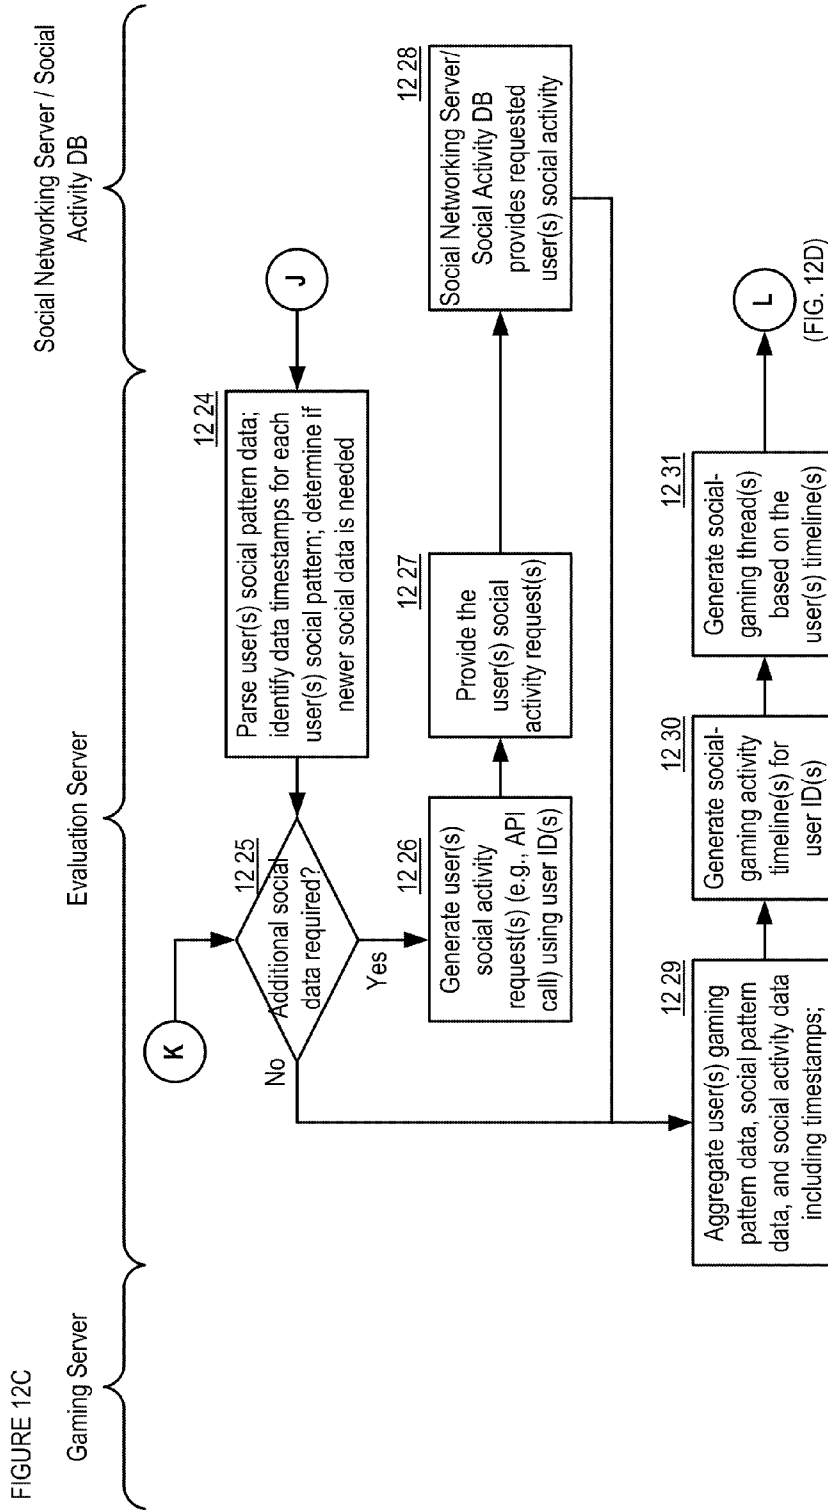 FIGURE 12C
Gaming Server
Evaluation Server
Social Networking Server / Social
Activity DB
K
J
12 24
Parse user(s) social pattern data;
identify data timestamps for each
user(s) social pattern; determine if
newer social data is needed
12 25
Additional social
data required?
No
Yes
12 26
Generate user(s)
social activity
request(s) (e.g., API
call) using user ID(s)
12 27
Provide the
user(s) social
activity request(s)
12 28
Social Networking Server/
Social Activity DB
provides requested
user(s) social activity
12 29
Aggregate user(s) gaming
pattern data, social pattern
data, and social activity data
including timestamps;
12 30
Generate social-
gaming activity
timeline(s) for
user ID(s)
12 31
Generate social-
gaming thread(s)
based on the
user(s) timeline(s)
L
(FIG. 12D)